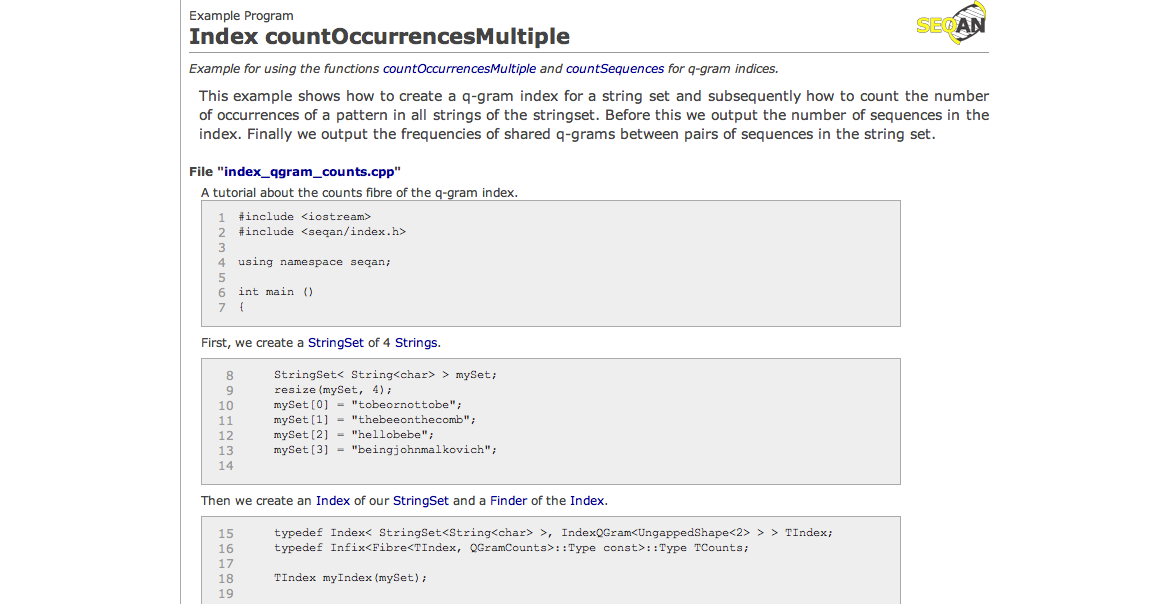 Example Program
Index countOccurrencesMultiple
SEQAN
Example for using the functions countOccurrencesMultiple and countSequences for q-gram indices.
This example shows how to create a q-gram index for a string set and subsequently how to count the number
of occurrences of a pattern in all strings of the stringset. Before this we output the number of sequences in the
index. Finally we output the frequencies of shared q-grams between pairs of sequences in the string set.
File "index_qgram_counts.cpp"
A tutorial about the counts fibre of the q-gram index.
1 #include <iostream>
2 #include <seqan/index.h>
3
4 using namespace seqan;
5
6 int main ()
7 {
First, we create a StringSet of 4 Strings.
8     StringSet< String<char> > mySet;
9     resize(mySet, 4);
10     mySet[0] = "tobeornottobe";
11     mySet[1] = "thebeeonthecomb";
12     mySet[2] = "hellobebe";
13     mySet[3] = "beingjohnmalkovich";
14
Then we create an Index of our StringSet and a Finder of the Index.
15     typedef Index< StringSet<String<char> >, IndexQGram<UngappedShape<2> > > TIndex;
16     typedef Infix<Fibre<TIndex, QGramCounts>::Type const>::Type TCounts;
17
18     TIndex myIndex(mySet);
19